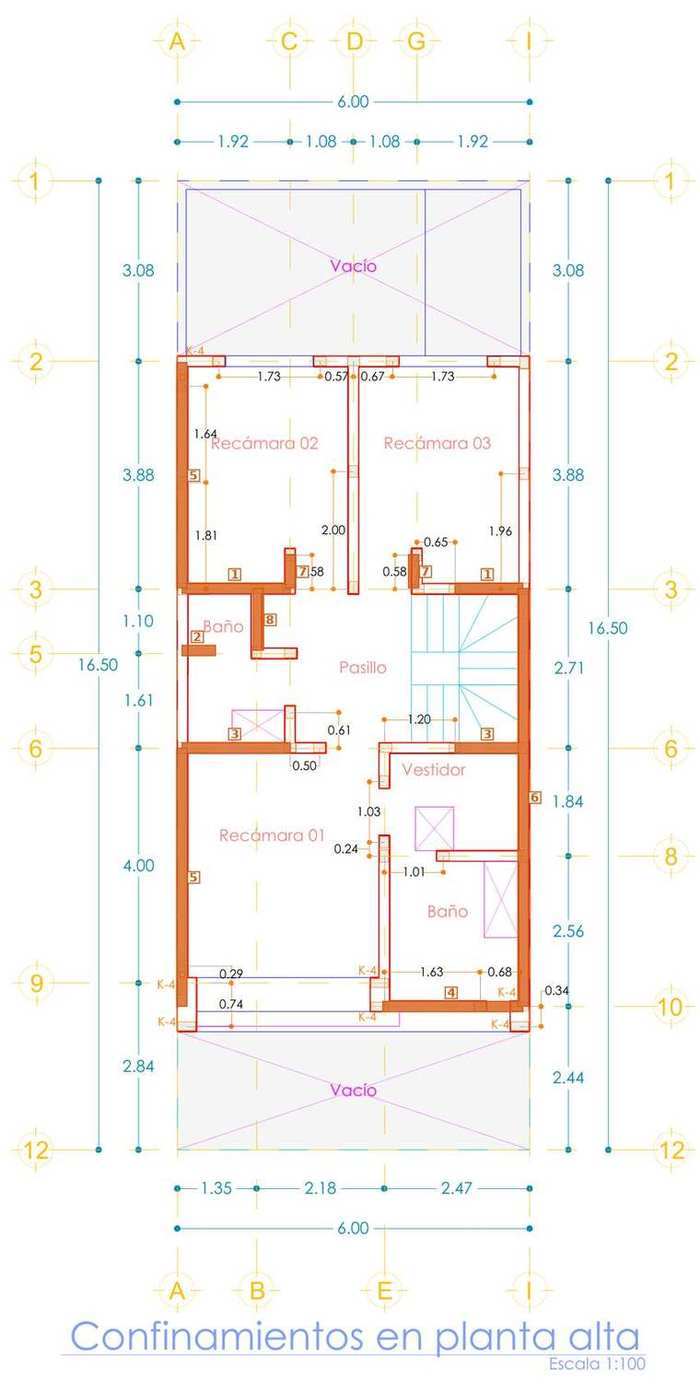 A C D G I
6.00
1.92 1.08 1.08 1.92
1 1
3.08 Vacío 3.08
K-4
2 2
1.73 0.57 0.67 1.73
1.64 Recámara 02 Recámara 03
3.88 5 3.88
1.81 2.00 1.96
0.65
1 7 .58 0.58 7 1
3 3
1.10 Baño 8 16.50
2
5 16.50 Pasillo 2.71
1.61
0.61 1.20
3 3
6 6
0.50 Vestidor
6 1.84
1.03
Recámara 01
0.24
8
4.00 5 1.01
Baño
2.56
0.29 K-4 1.63 0.68
9 K-4 4 K-4 0.34
0.74 10
K-4 K-4 K-4
2.84 2.44
Vacío
12 12
1.35 2.18 2.47
6.00
A B E I
Confinamientos en planta alta
Escala 1:100